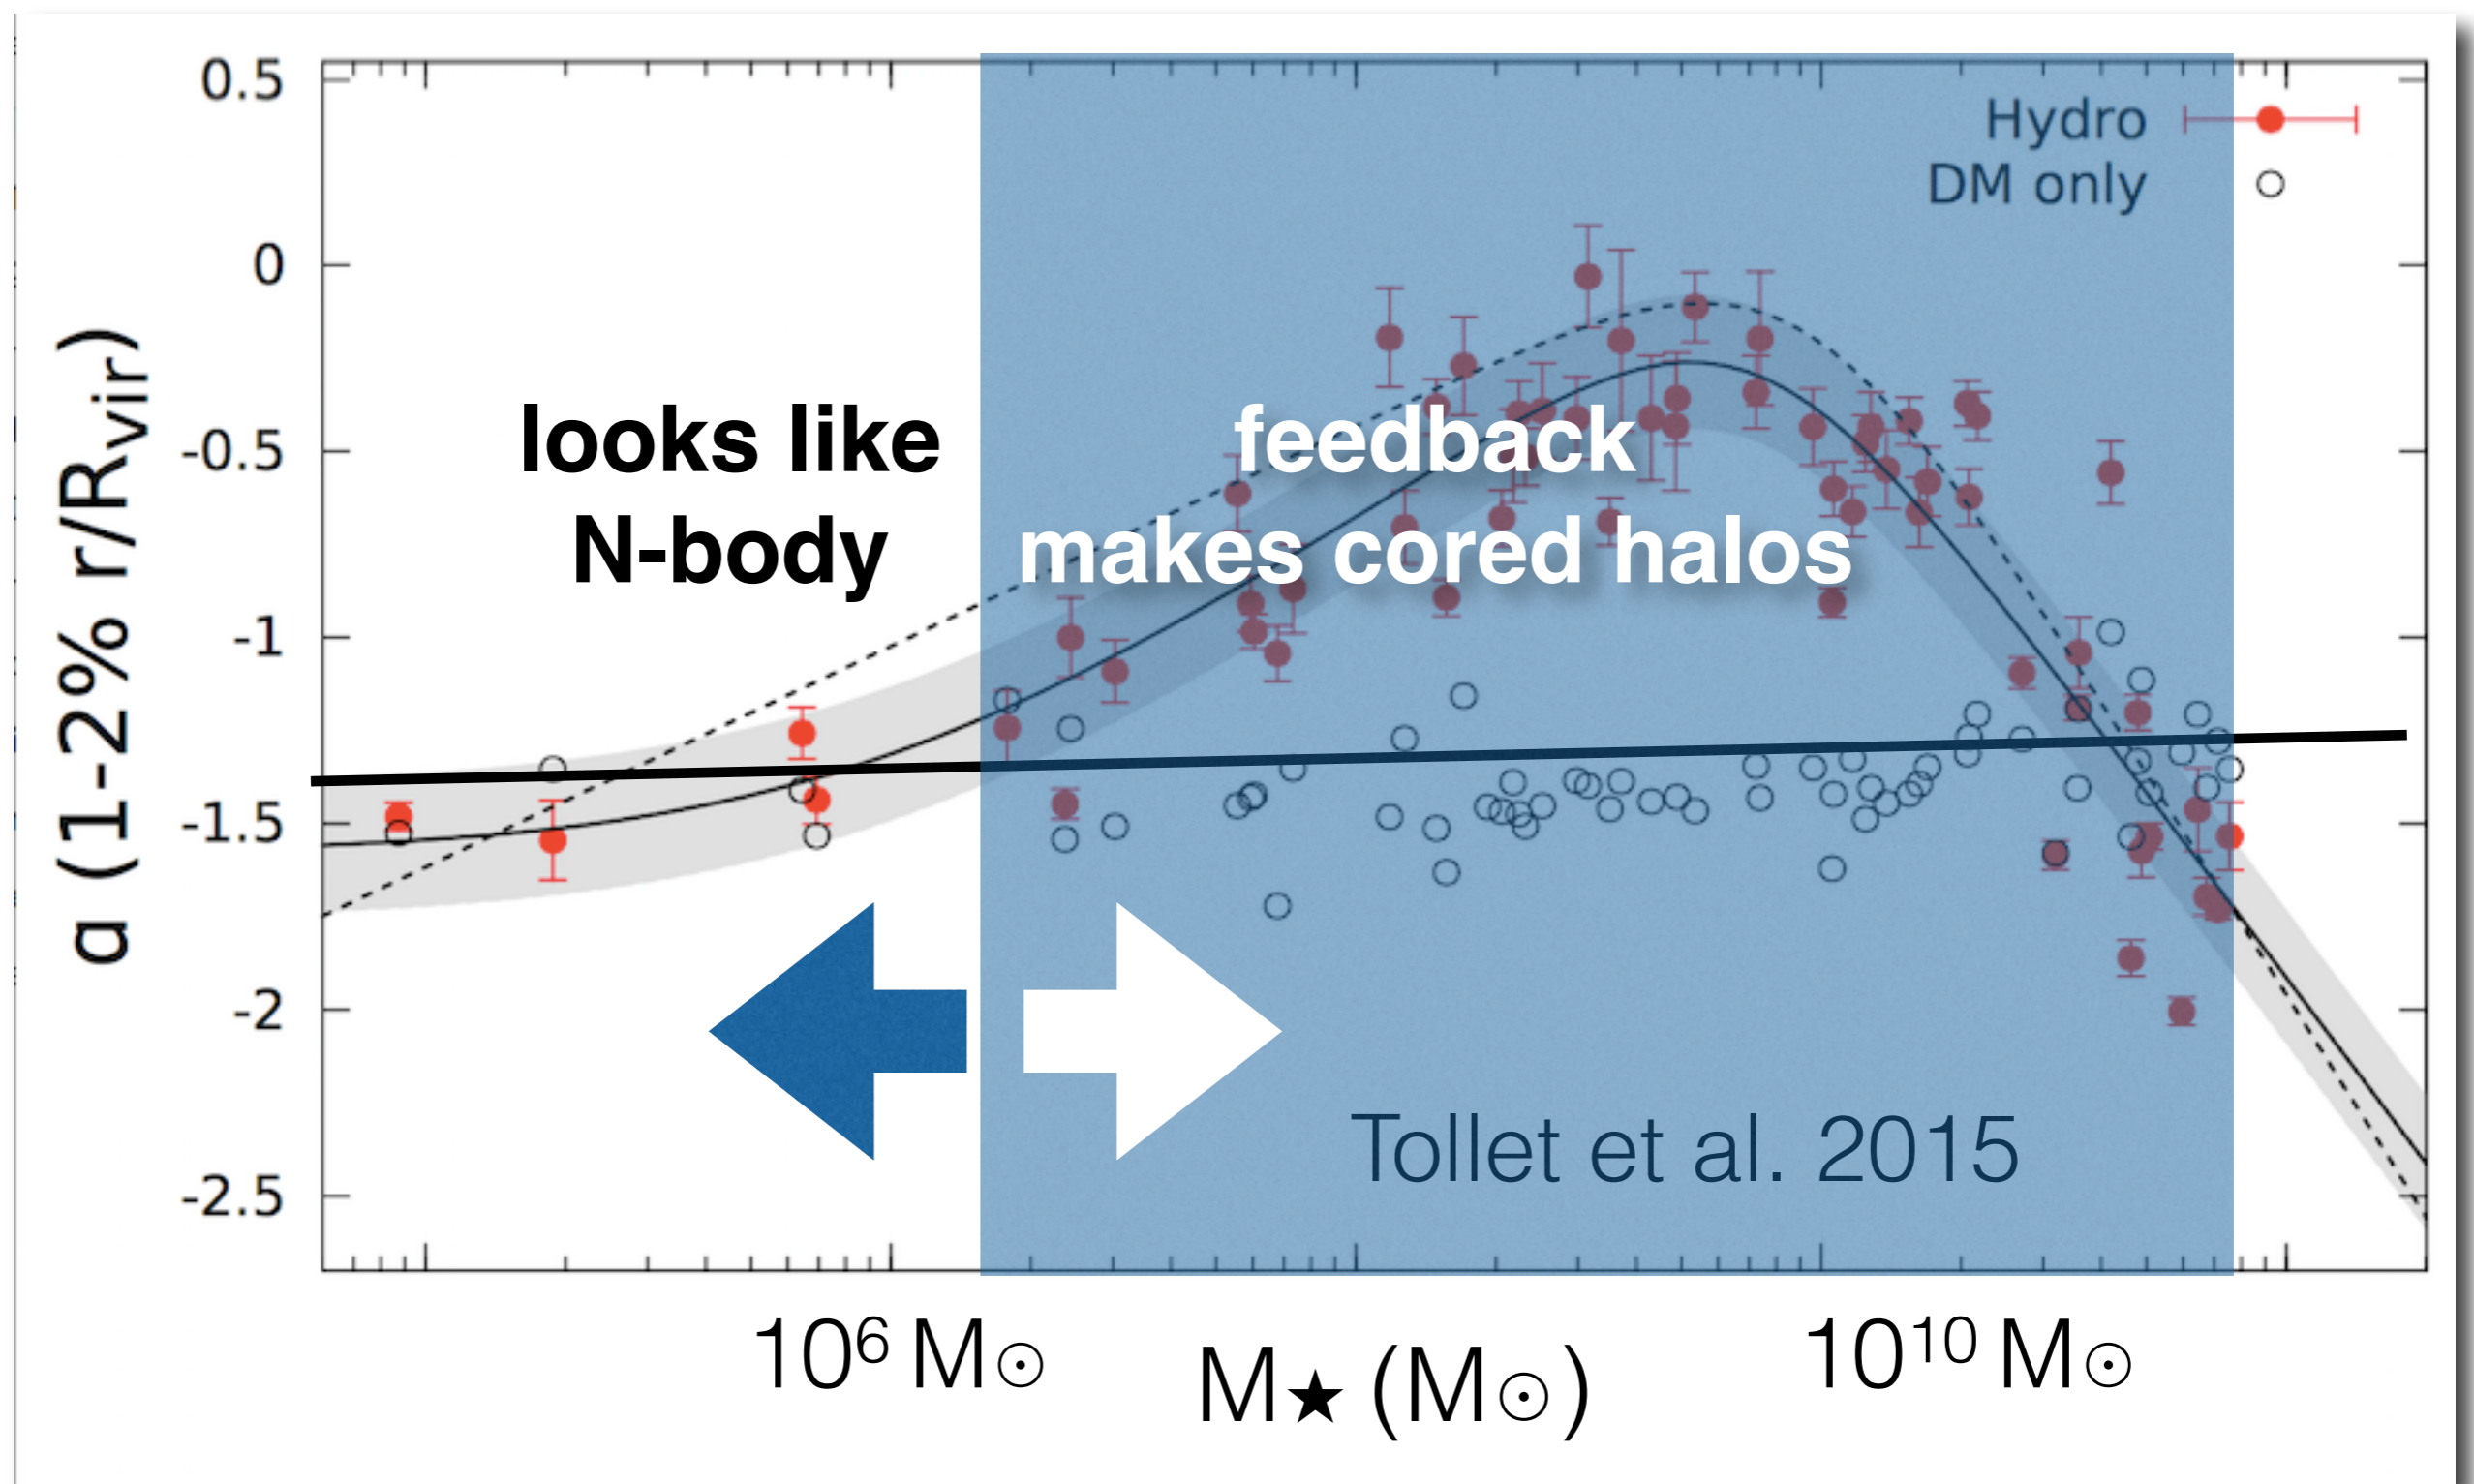 0.5
0
-0.5
-1
-1.5
-2
-2.5
α (1-2% r/Rvir)
Hydro
DM only
looks like
N-body
feedback
makes cored halos
Tollet et al. 2015
10⁶ M☉
10¹⁰ M☉
M★ (M☉)